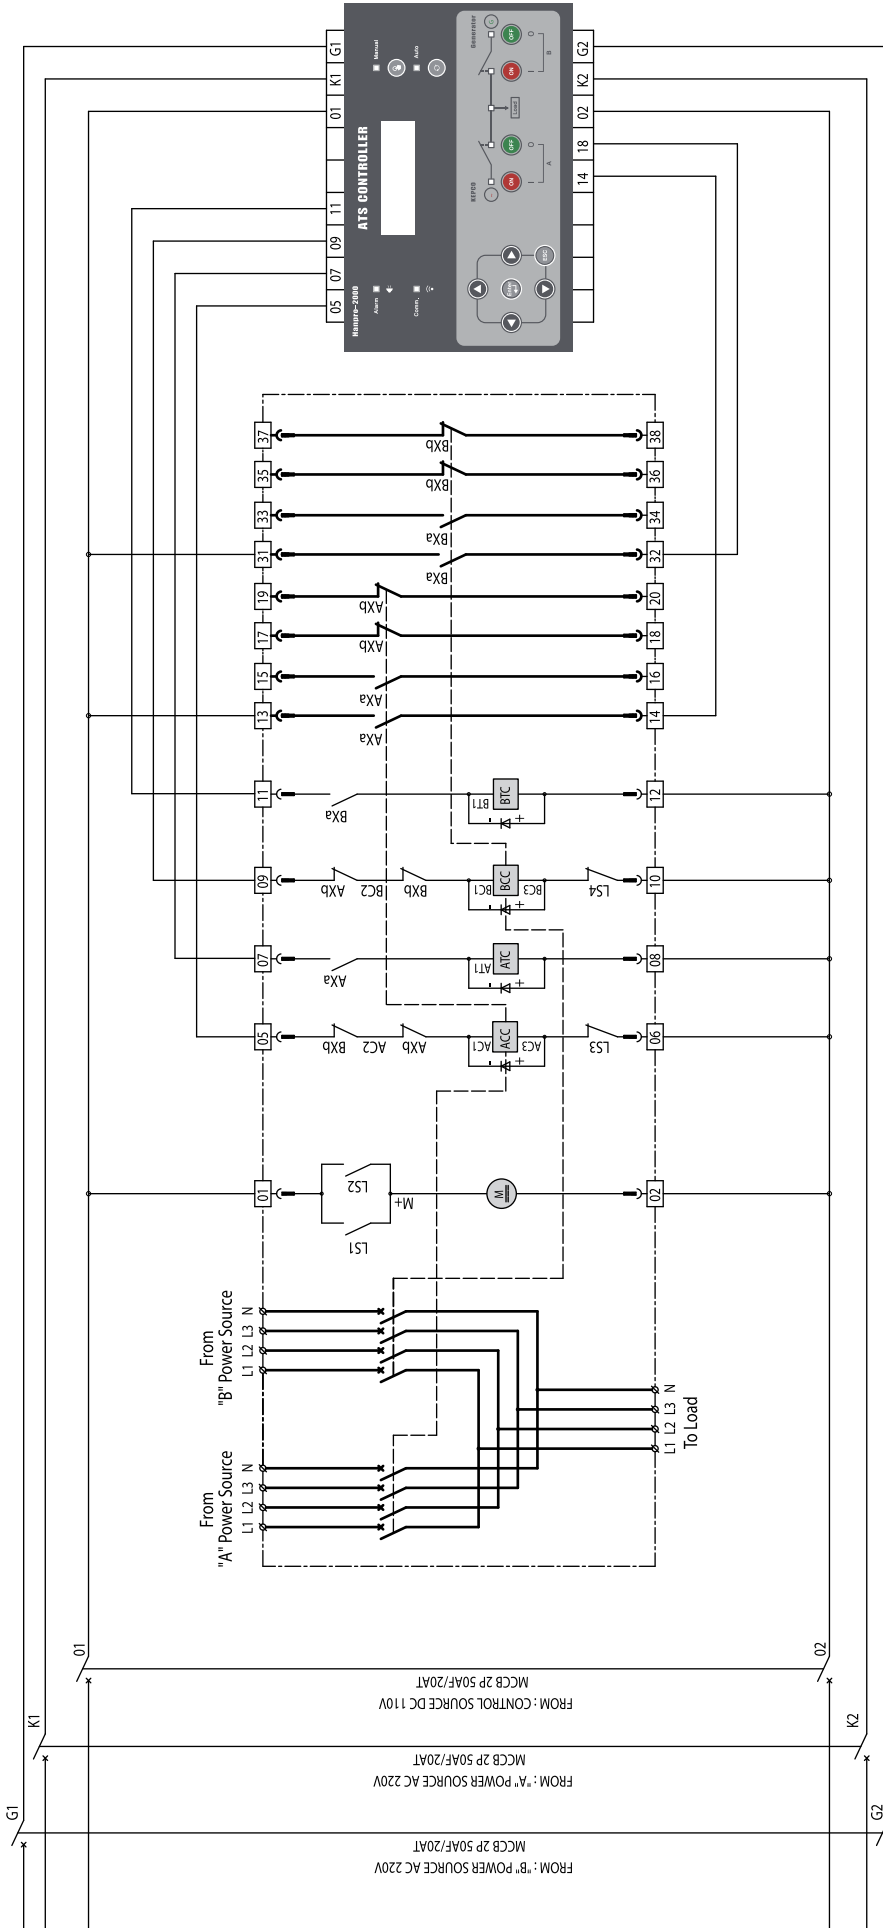 G1
K1
01
11
09
07
05
Manual
Auto
ATS CONTROLLER
Hanpro-2000
Alarm
Comm.
Generator
G
OFF
ON
B
Load
KEPCO
OFF
ON
A
Enter
ESC
G2
K2
02
18
14
37
BXb
38
35
BXb
36
33
BXa
34
31
BXa
32
19
AXb
20
17
AXb
18
15
AXa
16
13
AXa
14
11
BXa
BT1
BTC
- +
12
09
AXb
BC2
BXb
BC1
BCC
BC3
- +
LS4
10
07
AXa
AT1
ATC
- +
08
05
BXb
AC2
AXb
AC1
ACC
AC3
- +
LS3
06
01
LS2
LS1
M+
M
02
From
"B" Power Source
L1 L2 L3 N
From
"A" Power Source
L1 L2 L3 N
L1 L2 L3 N
To Load
01
02
MCCB 2P 50AF/20AT
FROM : CONTROL SOURCE DC 110V
K1
K2
MCCB 2P 50AF/20AT
FROM : "A" POWER SOURCE AC 220V
G1
G2
MCCB 2P 50AF/20AT
FROM : "B" POWER SOURCE AC 220V